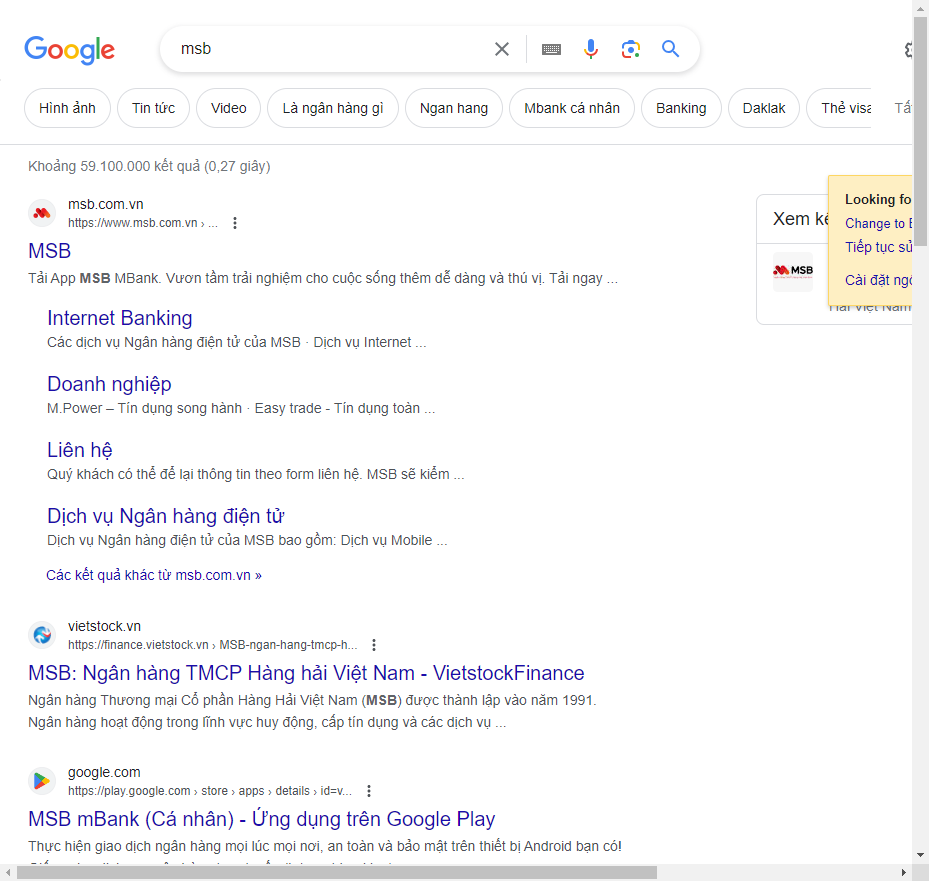 Google
msb
Hình ảnh
Tin tức
Video
Là ngân hàng gì
Ngan hang
Mbank cá nhân
Banking
Daklak
Thẻ visa
Khoảng 59.100.000 kết quả (0,27 giây)
msb.com.vn
https://www.msb.com.vn › ...
MSB
Tải App MSB MBank. Vươn tầm trải nghiệm cho cuộc sống thêm dễ dàng và thú vị. Tải ngay ...
Internet Banking
Các dịch vụ Ngân hàng điện tử của MSB · Dịch vụ Internet ...
Doanh nghiệp
M.Power – Tín dụng song hành · Easy trade - Tín dụng toàn ...
Liên hệ
Quý khách có thể để lại thông tin theo form liên hệ. MSB sẽ kiểm ...
Dịch vụ Ngân hàng điện tử
Dịch vụ Ngân hàng điện tử của MSB bao gồm: Dịch vụ Mobile ...
Các kết quả khác từ msb.com.vn »
vietstock.vn
https://finance.vietstock.vn › MSB-ngan-hang-tmcp-h...
MSB: Ngân hàng TMCP Hàng hải Việt Nam - VietstockFinance
Ngân hàng Thương mại Cổ phần Hàng Hải Việt Nam (MSB) được thành lập vào năm 1991.
Ngân hàng hoạt động trong lĩnh vực huy động, cấp tín dụng và các dịch vụ ...
google.com
https://play.google.com › store › apps › details › id=v...
MSB mBank (Cá nhân) - Ứng dụng trên Google Play
Thực hiện giao dịch ngân hàng mọi lúc mọi nơi, an toàn và bảo mật trên thiết bị Android bạn có!
Xem
MSB
Hải Việt Nam
Looking
Change to
Tiếp tục
Cài đặt